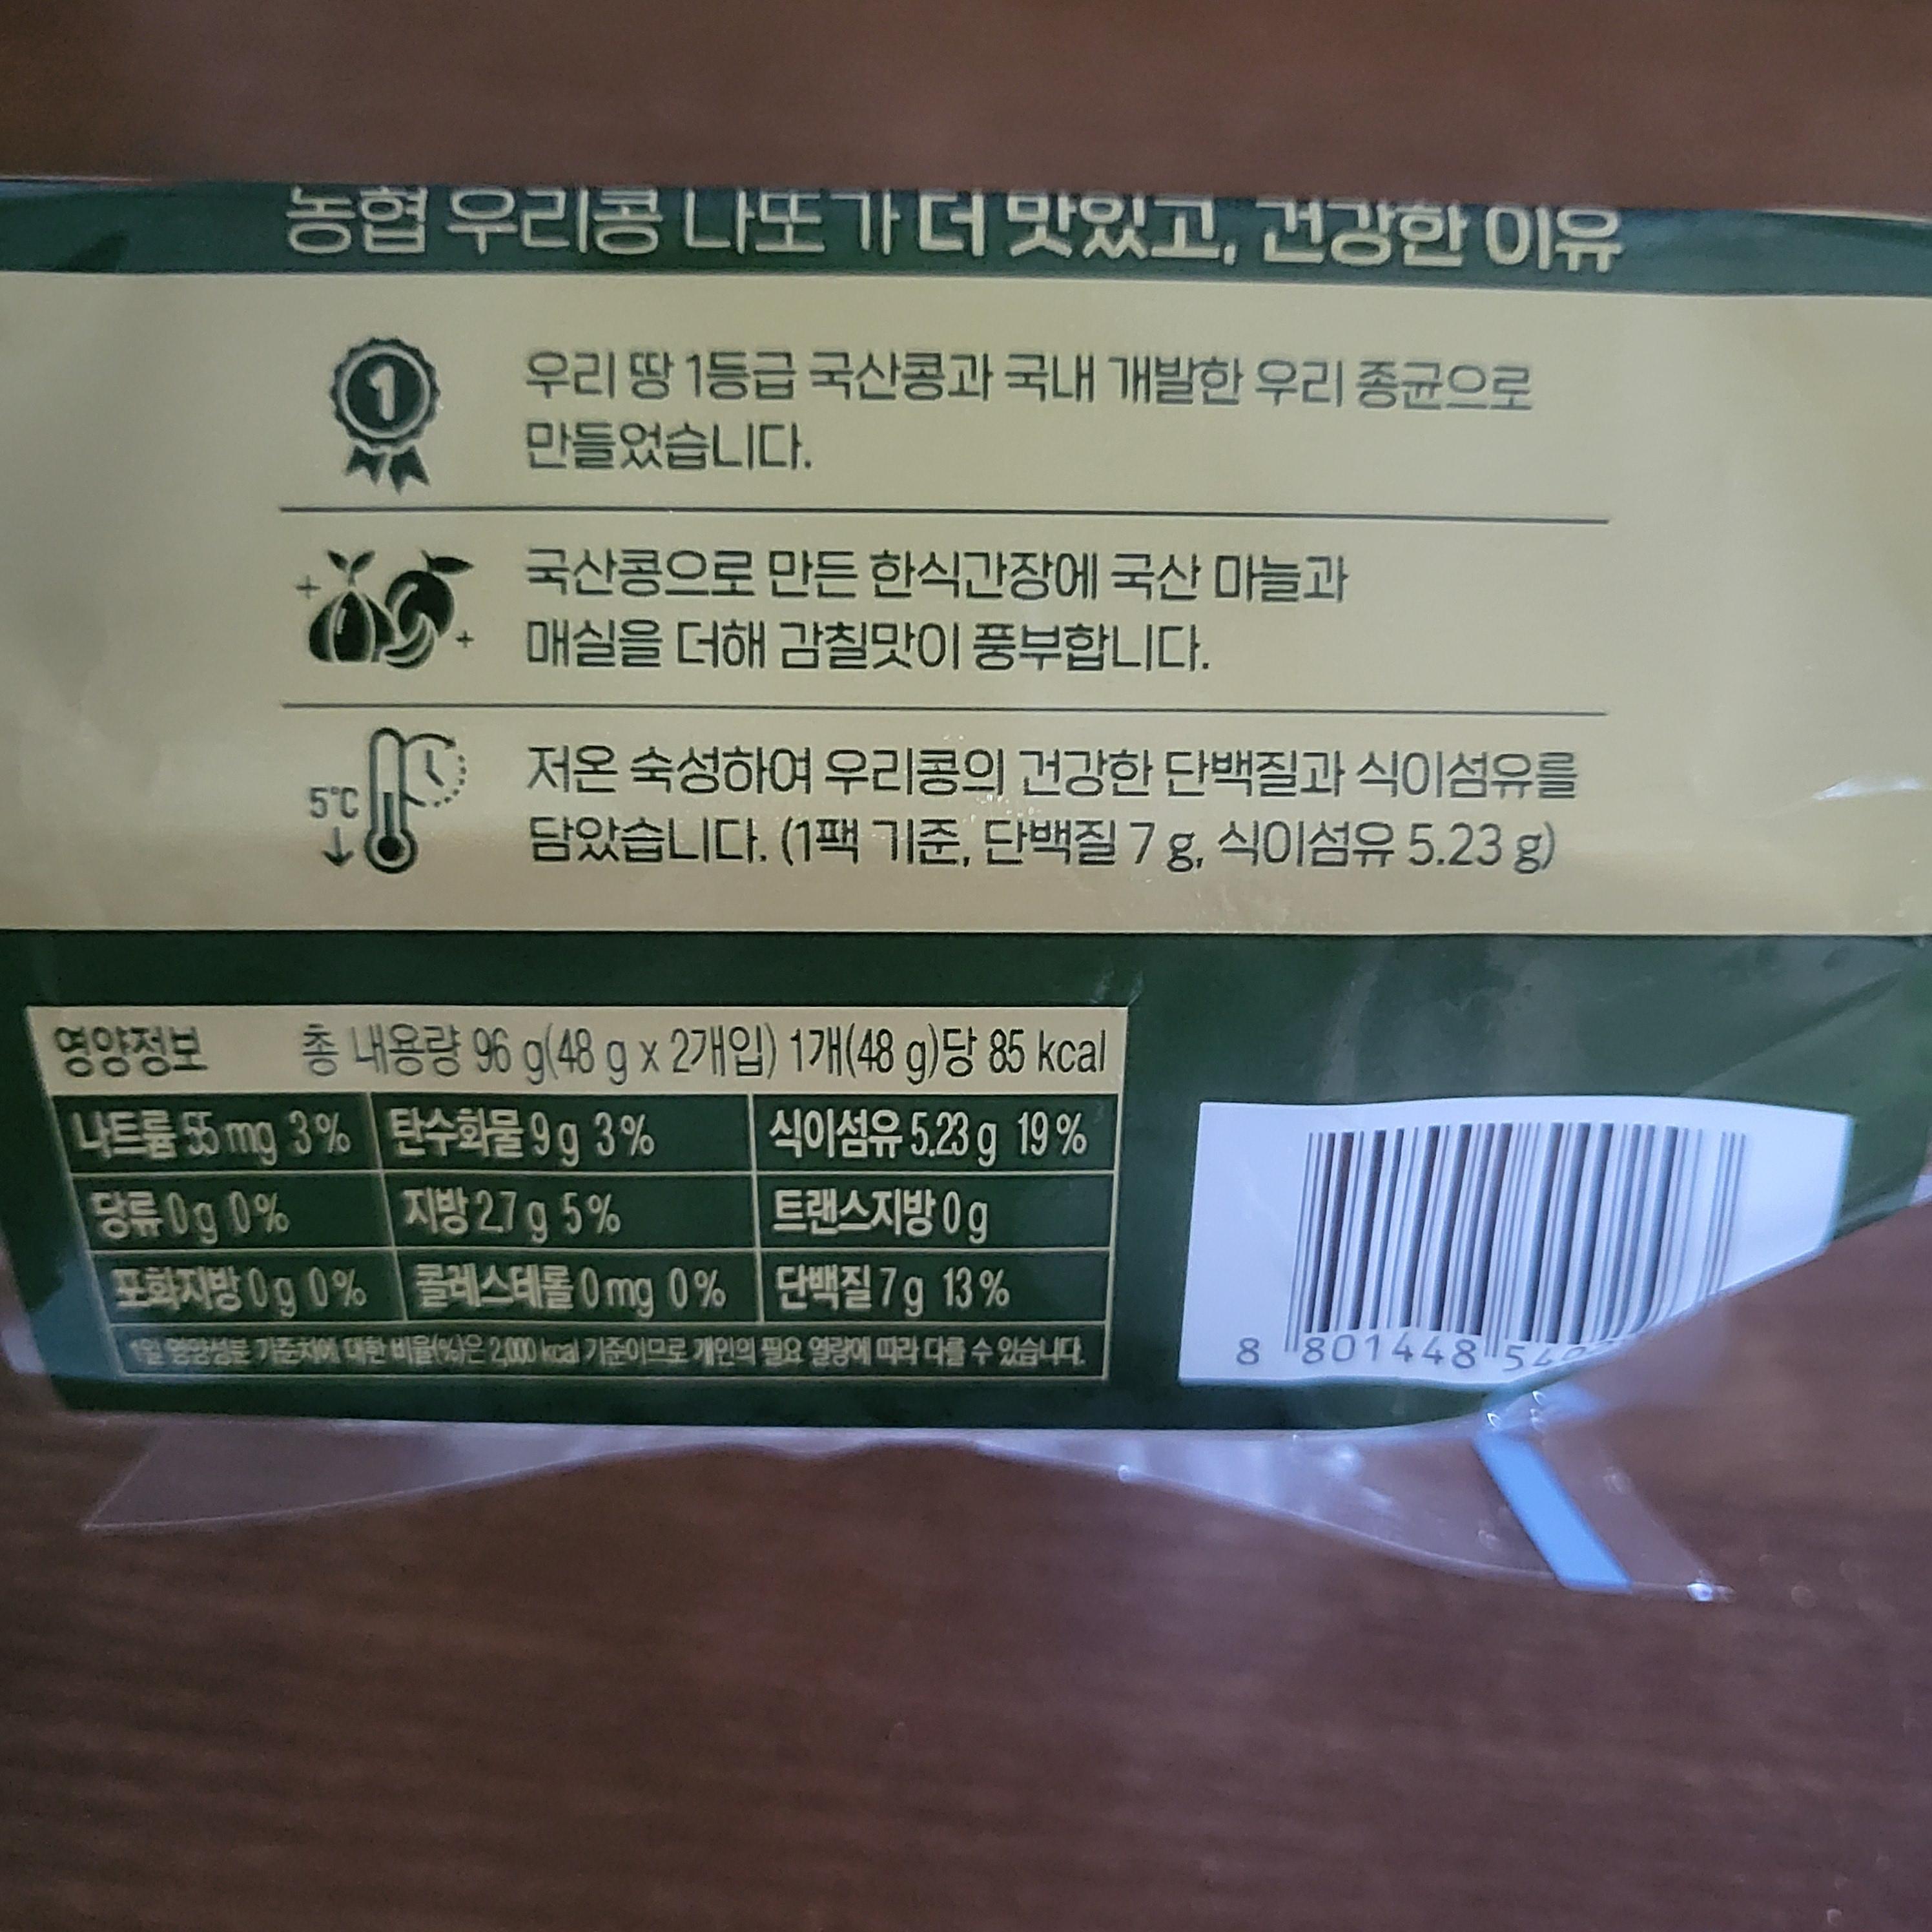 농협 우리콩 나또가 더 맛있고, 건강한 이유
1
우리 땅 1등급 국산콩과 국내 개발한 우리 종균으로
만들었습니다.
국산콩으로 만든 한식간장에 국산 마늘과
매실을 더해 감칠맛이 풍부합니다.
5℃
저온 숙성하여 우리콩의 건강한 단백질과 식이섬유를
담았습니다. (1팩 기준, 단백질 7 g, 식이섬유 5.23 g)
영양정보 총 내용량 96 g(48 g x 2개입) 1개(48 g)당 85 kcal
나트륨 55 mg 3% 탄수화물 9 g 3% 식이섬유 5.23 g 19%
당류 0 g 0% 지방 2.7 g 5% 트랜스지방 0 g
포화지방 0 g 0% 콜레스테롤 0 mg 0% 단백질 7 g 13%
1일 영양성분 기준치에 대한 비율(%)은 2,000 kcal 기준이므로 개인의 필요 열량에 따라 다를 수 있습니다.
8 801448